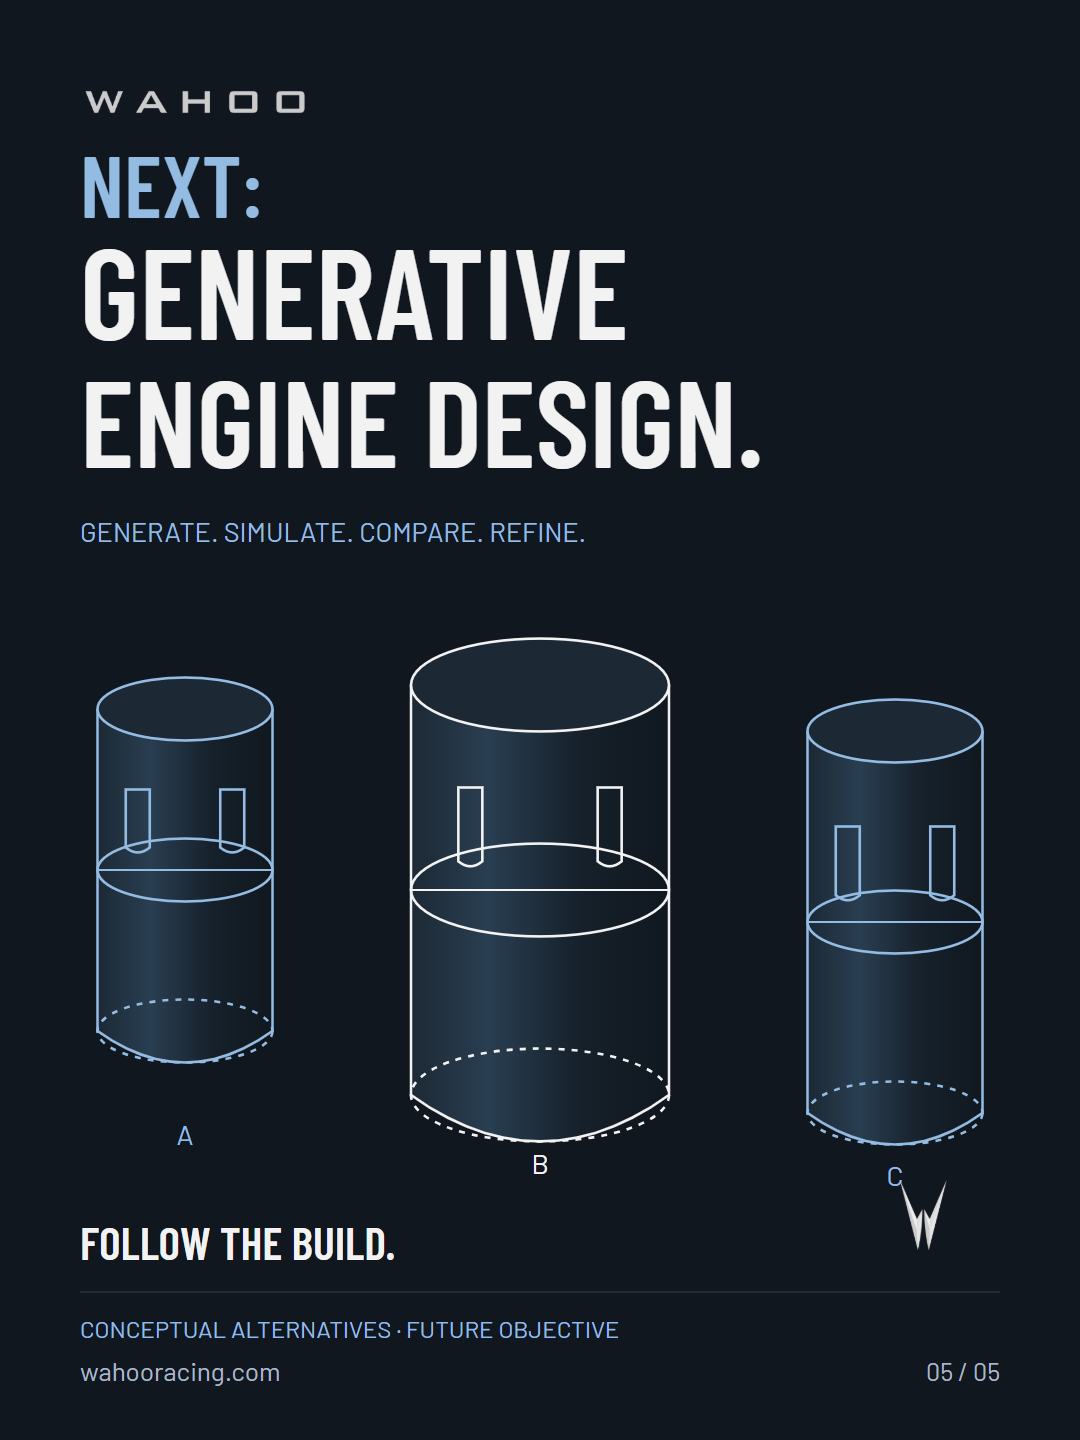 WAHOO
NEXT:
GENERATIVE
ENGINE DESIGN.
GENERATE. SIMULATE. COMPARE. REFINE.
A
B
C
W
FOLLOW THE BUILD.
CONCEPTUAL ALTERNATIVES · FUTURE OBJECTIVE
wahooracing.com
05 / 05